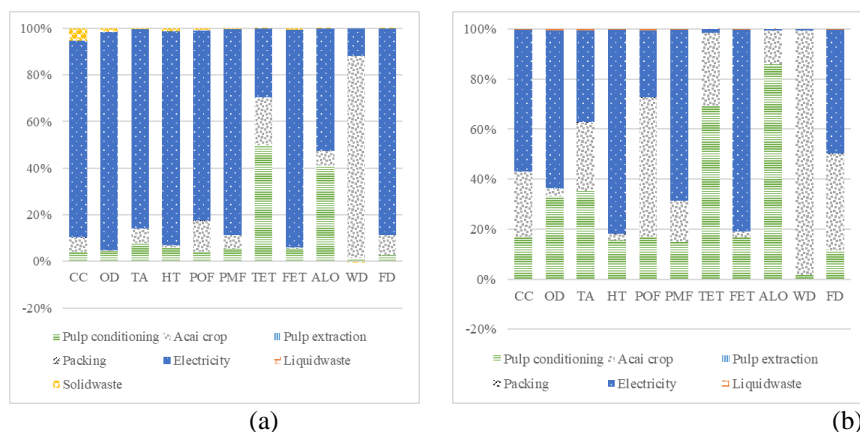 100%
80%
60%
40%
20%
0%
-20%
CC OD TA HT POF PMF TET FET ALO WD FD
Pulp conditioning Acai crop Pulp extraction
Packing Electricity Liquidwaste
Solidwaste
(a)
100%
80%
60%
40%
20%
0%
-20%
CC OD TA HT POF PMF TET FET ALO WD FD
Pulp conditioning Acai crop Pulp extraction
Packing Electricity Liquidwaste
(b)